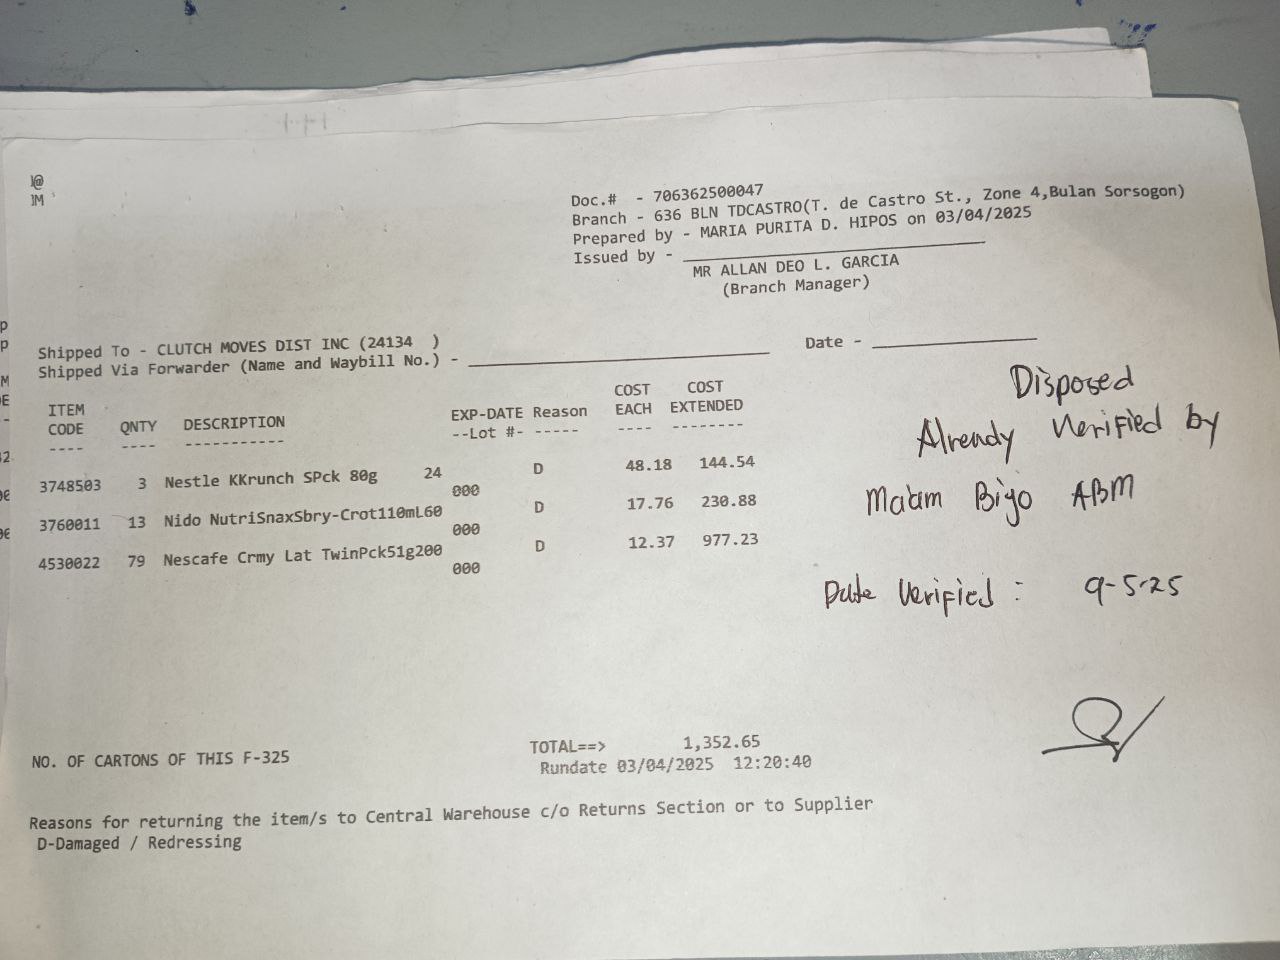 ]@
]M
Doc.# - 706362500047
Branch - 636 BLN TDCASTRO(T. de Castro St., Zone 4,Bulan Sorsogon)
Prepared by - MARIA PURITA D. HIPOS on 03/04/2025
Issued by -
MR ALLAN DEO L. GARCIA
(Branch Manager)
Shipped To - CLUTCH MOVES DIST INC (24134 )
Shipped Via Forwarder (Name and Waybill No.) - Date -
ITEM CODE QNTY DESCRIPTION EXP-DATE --Lot #- Reason COST EACH COST EXTENDED
3748503 3 Nestle KKrunch SPck 80g 24 D 48.18 144.54
000
3760011 13 Nido NutriSnaxSbry-Crot110mL60 D 17.76 230.88
000
4530022 79 Nescafe Crmy Lat TwinPck51g200 D 12.37 977.23
000
Disposed
Already Verified by
Ma'am Biyo ABM
Date Verified : 9-5-25
NO. OF CARTONS OF THIS F-325
TOTAL==> 1,352.65
Rundate 03/04/2025 12:20:40
Reasons for returning the item/s to Central Warehouse c/o Returns Section or to Supplier
D-Damaged / Redressing